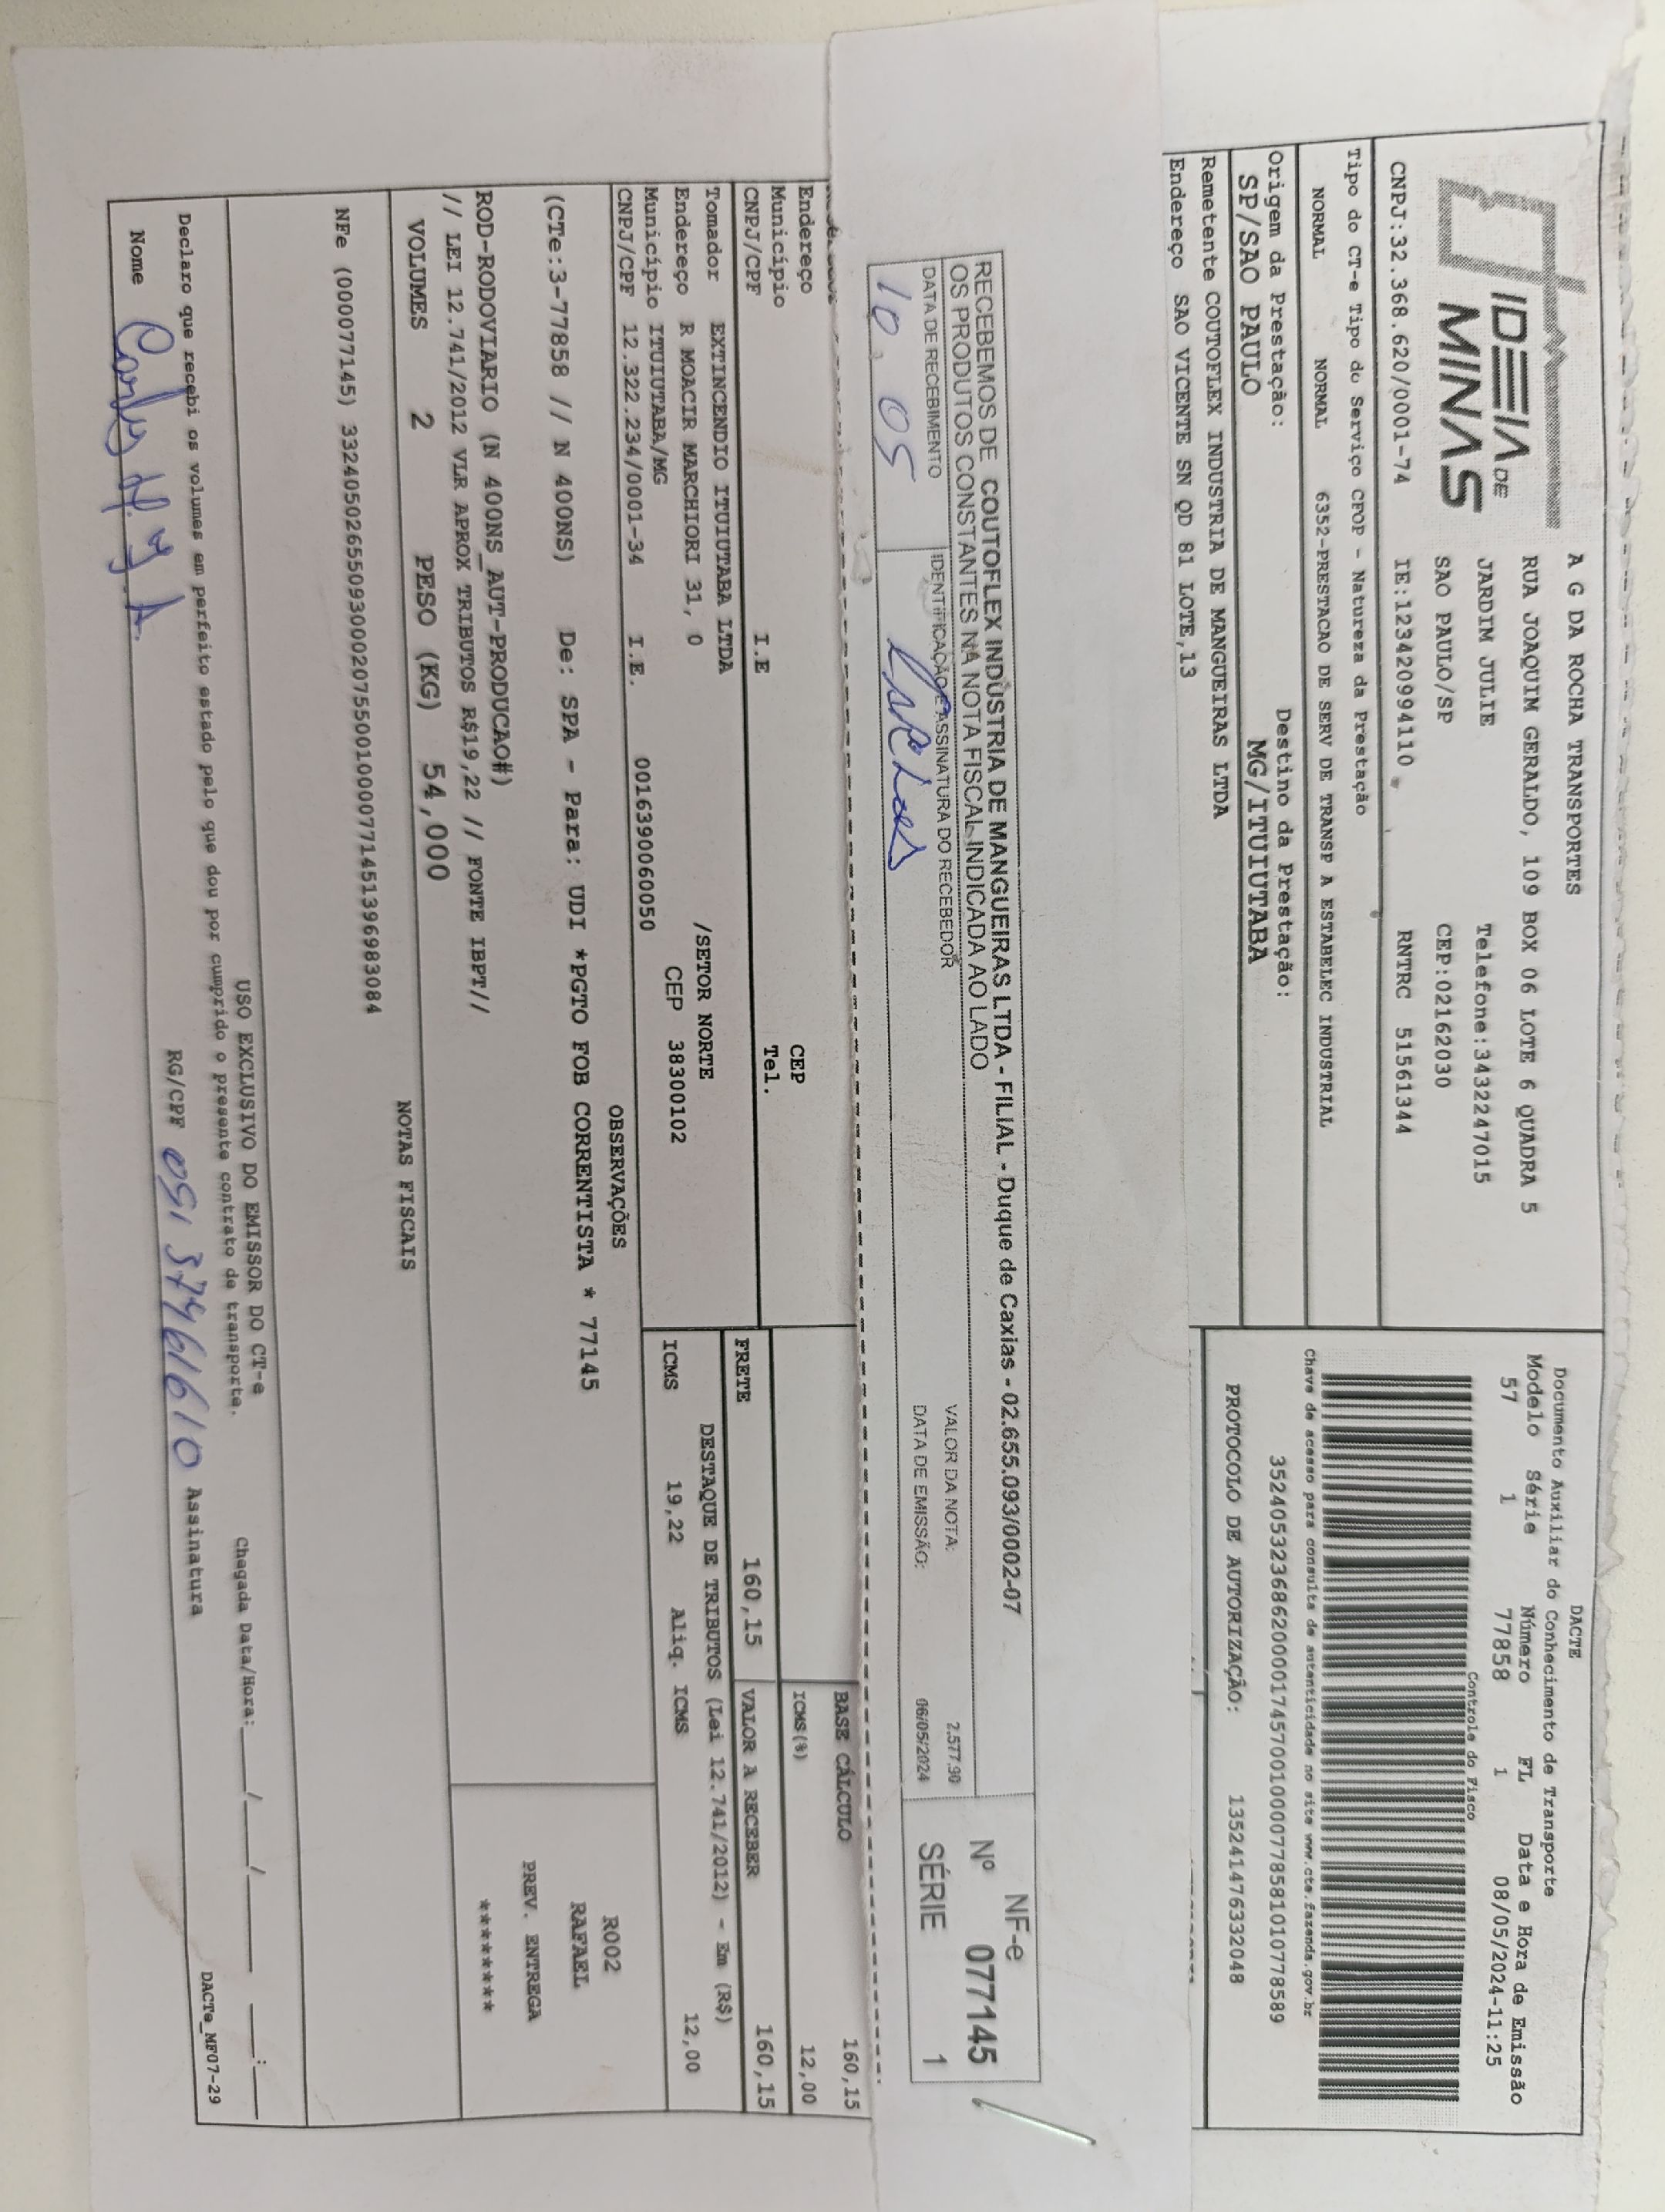 IDEIA DE
MINAS
A G DA ROCHA TRANSPORTES
RUA JOAQUIM GERALDO, 109 BOX 06 LOTE 6 QUADRA 5
JARDIM JULIE Telefone:34322247015
SAO PAULO/SP CEP:02162030
CNPJ:32.368.620/0001-74 IE:123420994110 RNTRC 51561344
Tipo do CT-e Tipo do Serviço CFOP - Natureza da Prestação
NORMAL NORMAL 6352-PRESTACAO DE SERV DE TRANSP A ESTABELEC INDUSTRIAL
Origem da Prestação: Destino da Prestação:
SP/SAO PAULO MG/ITUIUTABA
Remetente COUTOFLEX INDUSTRIA DE MANGUEIRAS LTDA
Endereço SAO VICENTE SN QD 81 LOTE,13
DACTE
Documento Auxiliar do Conhecimento de Transporte
Modelo Série Número FL Data e Hora de Emissão
57 1 77858 1 08/05/2024-11:25
Controle do Fisco
Chave de acesso para consulta de autenticidade no site www.cte.fazenda.gov.br
35240532368620000174570010000778581010778589
PROTOCOLO DE AUTORIZAÇÃO: 135241476332048
RECEBEMOS DE COUTOFLEX INDÚSTRIA DE MANGUEIRAS LTDA - FILIAL - Duque de Caxias - 02.655.093/0002-07
OS PRODUTOS CONSTANTES NA NOTA FISCAL INDICADA AO LADO
VALOR DA NOTA: 2.577,90
DATA DE RECEBIMENTO IDENTIFICAÇÃO E ASSINATURA DO RECEBEDOR
DATA DE EMISSÃO: 06/05/2024
10.05
NF-e
Nº 077145
SÉRIE 1
Endereço CEP
Município Tel.
CNPJ/CPF I.E
BASE CÁLCULO 160,15
ICMS(%) 12,00
Tomador EXTINCENDIO ITUIUTABA LTDA
Endereço R MOACIR MARCHIORI 31, 0 /SETOR NORTE
Município ITUIUTABA/MG CEP 38300102
CNPJ/CPF 12.322.234/0001-34 I.E. 0016390060050
FRETE 160,15 VALOR A RECEBER 160,15
DESTAQUE DE TRIBUTOS (Lei 12.741/2012) - Em (R$)
ICMS 19,22 Aliq. ICMS 12,00
OBSERVAÇÕES
(CTe:3-77858 // N 400NS) De: SPA - Para: UDI *PGTO FOB CORRENTISTA * 77145
R002
RAFAEL
ROD-RODOVIARIO (N 400NS_AUT-PRODUCAO#)
// LEI 12.741/2012 VLR APROX TRIBUTOS R$19,22 // FONTE IBPT//
PREV. ENTREGA
********
VOLUMES 2 PESO (KG) 54,000
NOTAS FISCAIS
NFe (000077145) 33240502655093000207550010000771451396983084
USO EXCLUSIVO DO EMISSOR DO CT-e
Declaro que recebi os volumes em perfeito estado pelo que dou por cumprido o presente contrato de transporte.
Chegada Data/Hora:____/____/______ ___:___
Nome RG/CPF 091 37461610 Assinatura
DACTe_MF07-29